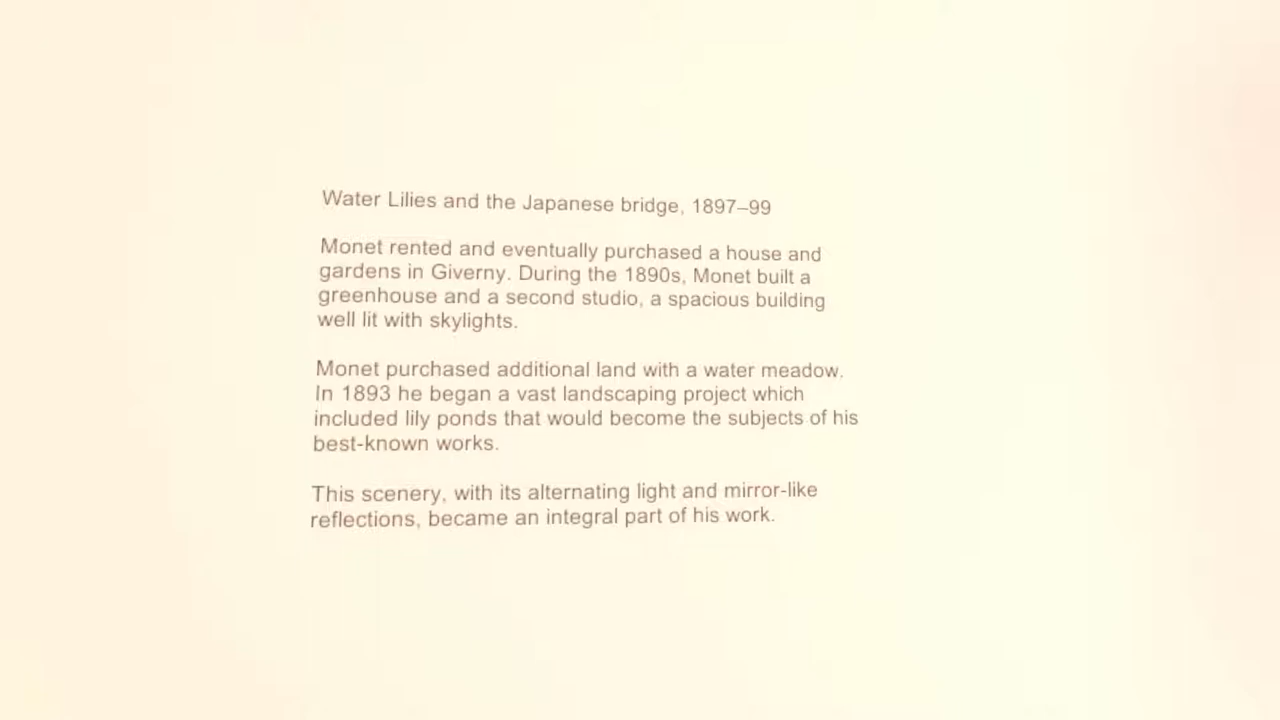 Water Lilies and the Japanese bridge, 1897–99
Monet rented and eventually purchased a house and
gardens in Giverny. During the 1890s, Monet built a
greenhouse and a second studio, a spacious building
well lit with skylights.
Monet purchased additional land with a water meadow.
In 1893 he began a vast landscaping project which
included lily ponds that would become the subjects of his
best-known works.
This scenery, with its alternating light and mirror-like
reflections, became an integral part of his work.